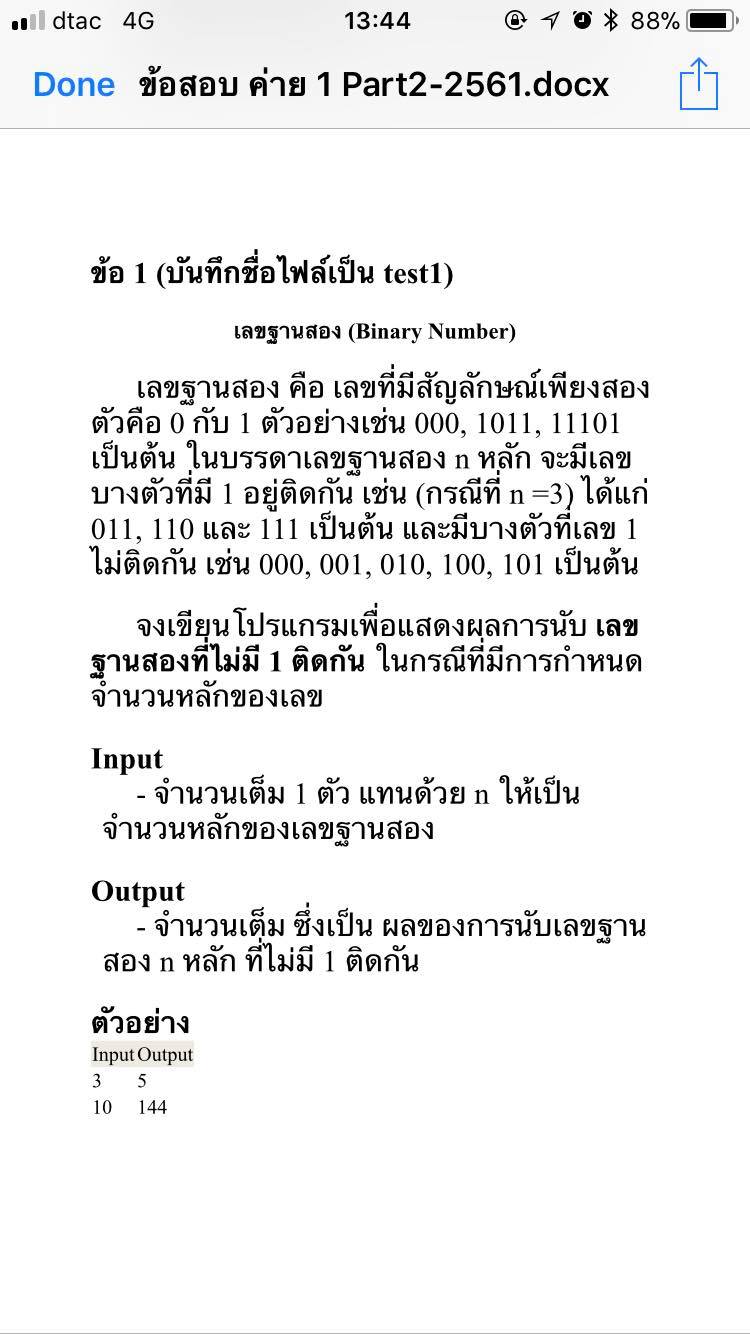 dtac 4G 13:44 88%
Done ข้อสอบ ค่าย 1 Part2-2561.docx
ข้อ 1 (บันทึกชื่อไฟล์เป็น test1)
เลขฐานสอง (Binary Number)
เลขฐานสอง คือ เลขที่มีสัญลักษณ์เพียงสอง
ตัวคือ 0 กับ 1 ตัวอย่างเช่น 000, 1011, 11101
เป็นต้น ในบรรดาเลขฐานสอง n หลัก จะมีเลข
บางตัวที่มี 1 อยู่ติดกัน เช่น (กรณีที่ n =3) ได้แก่
011, 110 และ 111 เป็นต้น และมีบางตัวที่เลข 1
ไม่ติดกัน เช่น 000, 001, 010, 100, 101 เป็นต้น
จงเขียนโปรแกรมเพื่อแสดงผลการนับ เลข
ฐานสองที่ไม่มี 1 ติดกัน ในกรณีที่มีการกำหนด
จำนวนหลักของเลข
Input
- จำนวนเต็ม 1 ตัว แทนด้วย n ให้เป็น
จำนวนหลักของเลขฐานสอง
Output
- จำนวนเต็ม ซึ่งเป็น ผลของการนับเลขฐาน
สอง n หลัก ที่ไม่มี 1 ติดกัน
ตัวอย่าง
Input Output
3 5
10 144